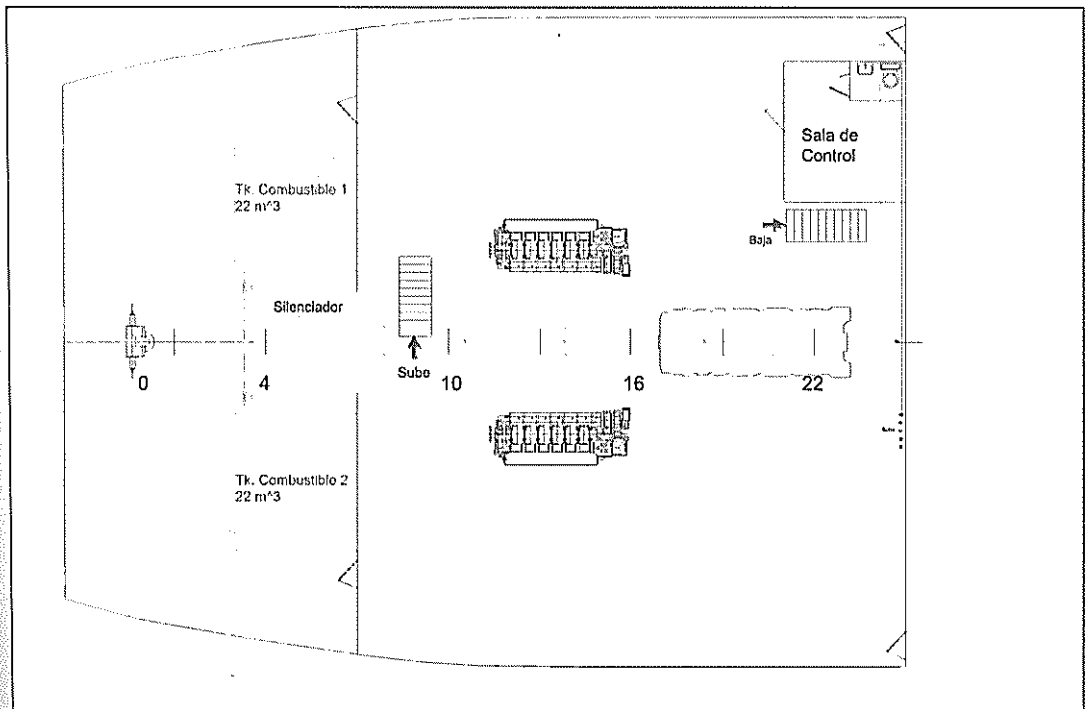 Sala de
Control
Tk. Combustible 1
22 m^3
Baja
Silenciador
Sube
0
4
10
16
22
Tk. Combustible 2
22 m^3